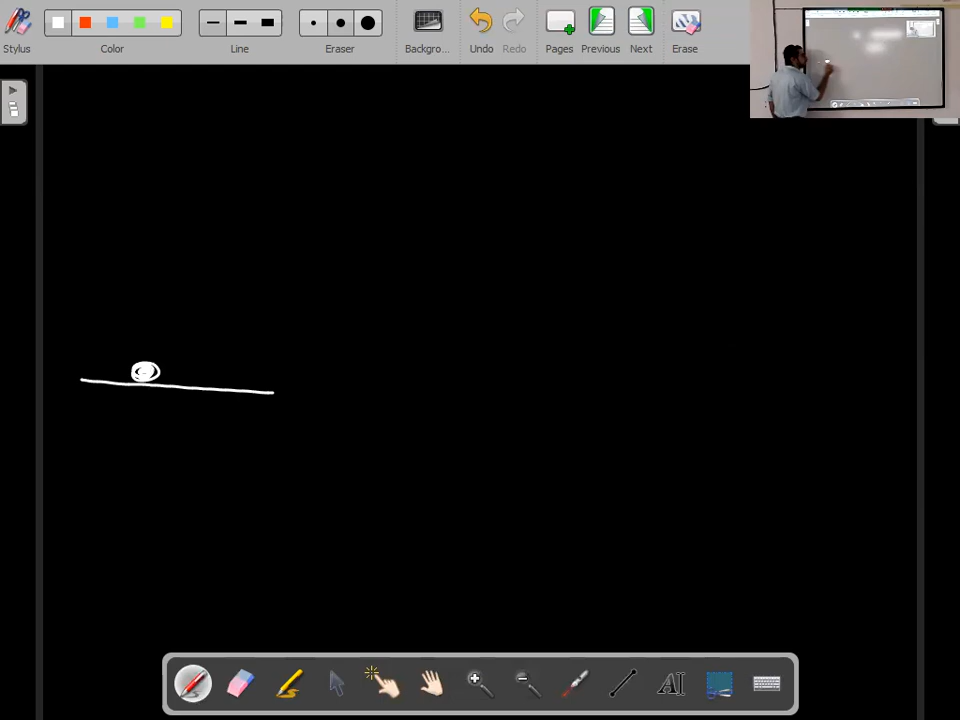 Stylus
Color
Line
Eraser
Backgro...
Undo
Redo
Pages
Previous
Next
Erase